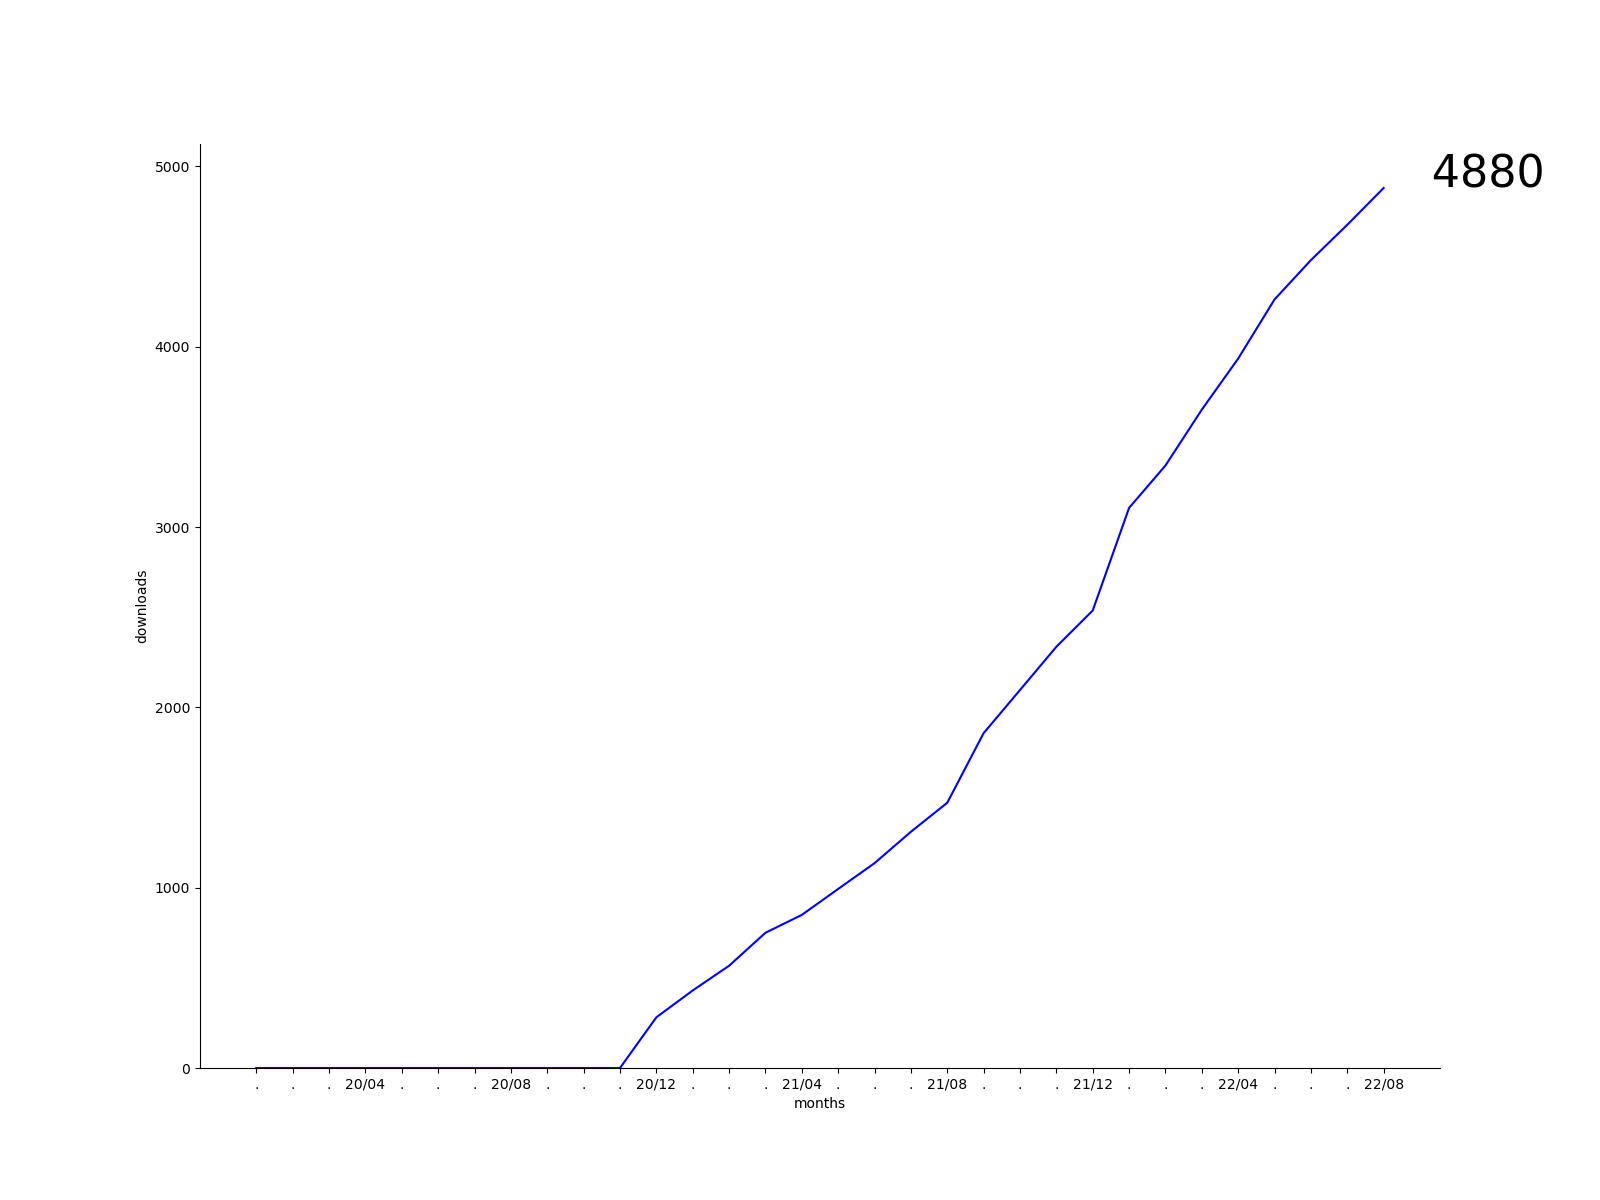 4880
5000
4000
3000
2000
1000
0
downloads
. . . 20/04 . . . 20/08 . . . 20/12 . . . 21/04 . . . 21/08 . . . 21/12 . . . 22/04 . . . 22/08
months